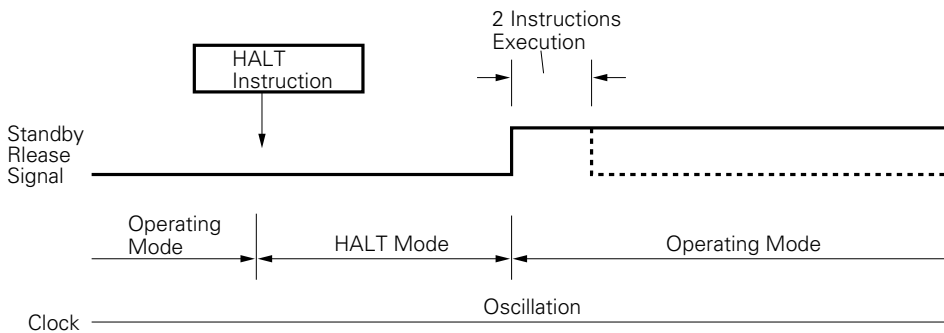 2 Instructions
Execution
HALT
Instruction
Standby
Rlease
Signal
Operating
Mode
HALT Mode
Operating Mode
Oscillation
Clock